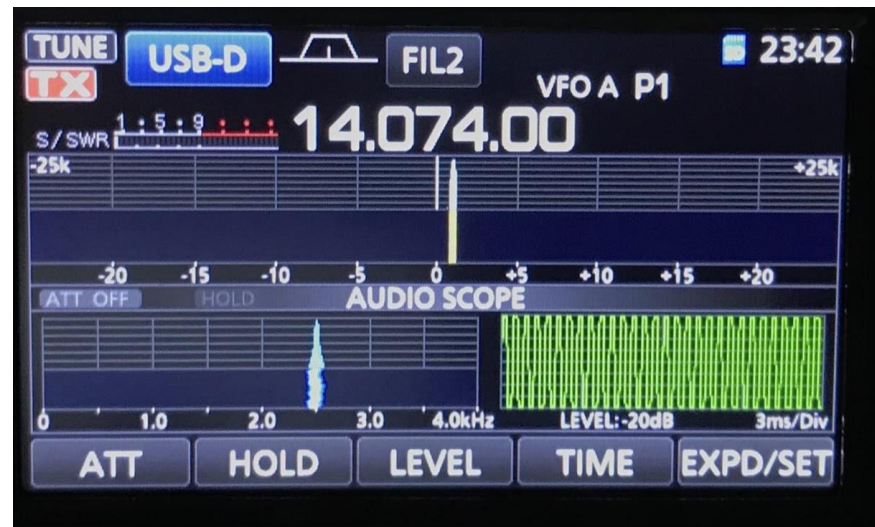 TUNE USB-D FIL2 23:42
TX VFO A P1
S/SWR 1 5 9 14.074.00
-25k +25k
-20 -15 -10 -5 0 +5 +10 +15 +20
ATT OFF HOLD AUDIO SCOPE
0 1.0 2.0 3.0 4.0kHz LEVEL:-20dB 3ms/Div
ATT HOLD LEVEL TIME EXPD/SET